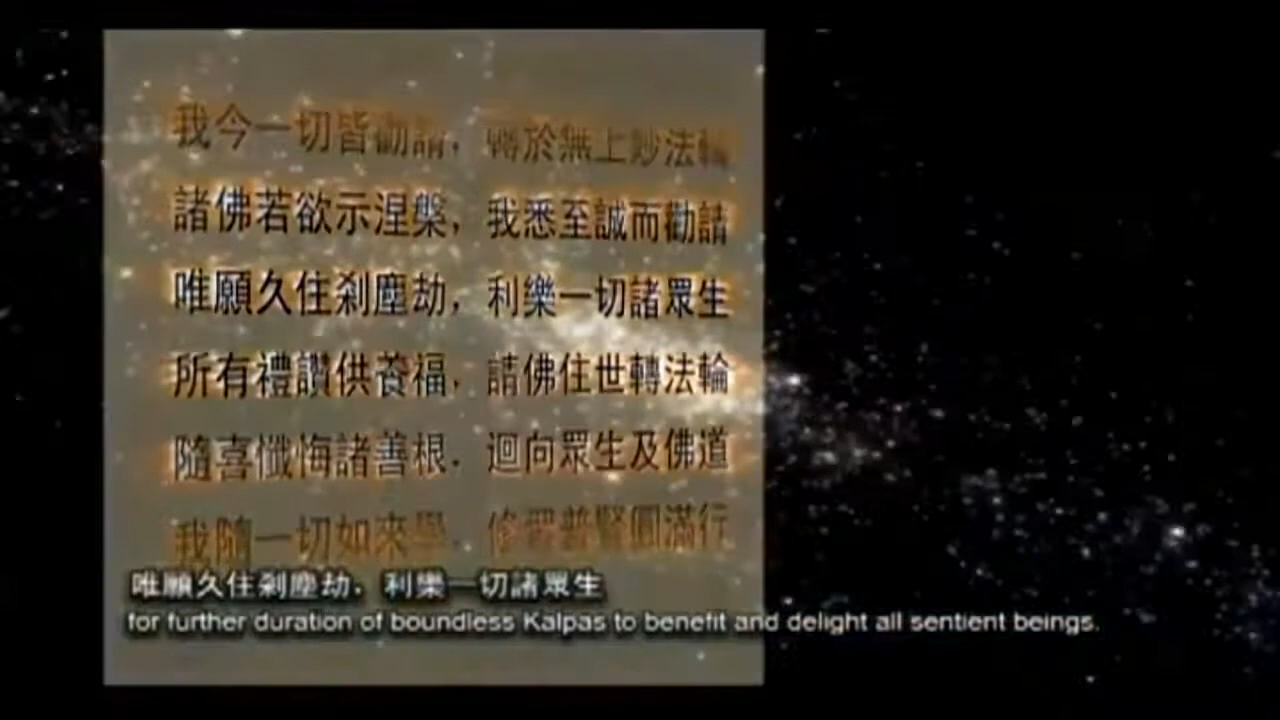 我今一切皆勸請，轉於無上妙法輪
諸佛若欲示涅槃，我悉至誠而勸請
唯願久住剎塵劫，利樂一切諸眾生
所有禮讚供養福，請佛住世轉法輪
隨喜懺悔諸善根，迴向眾生及佛道
我隨一切如來學，修習普賢圓滿行
唯願久住剎塵劫，利樂一切諸眾生
for further duration of boundless Kalpas to benefit and delight all sentient beings.